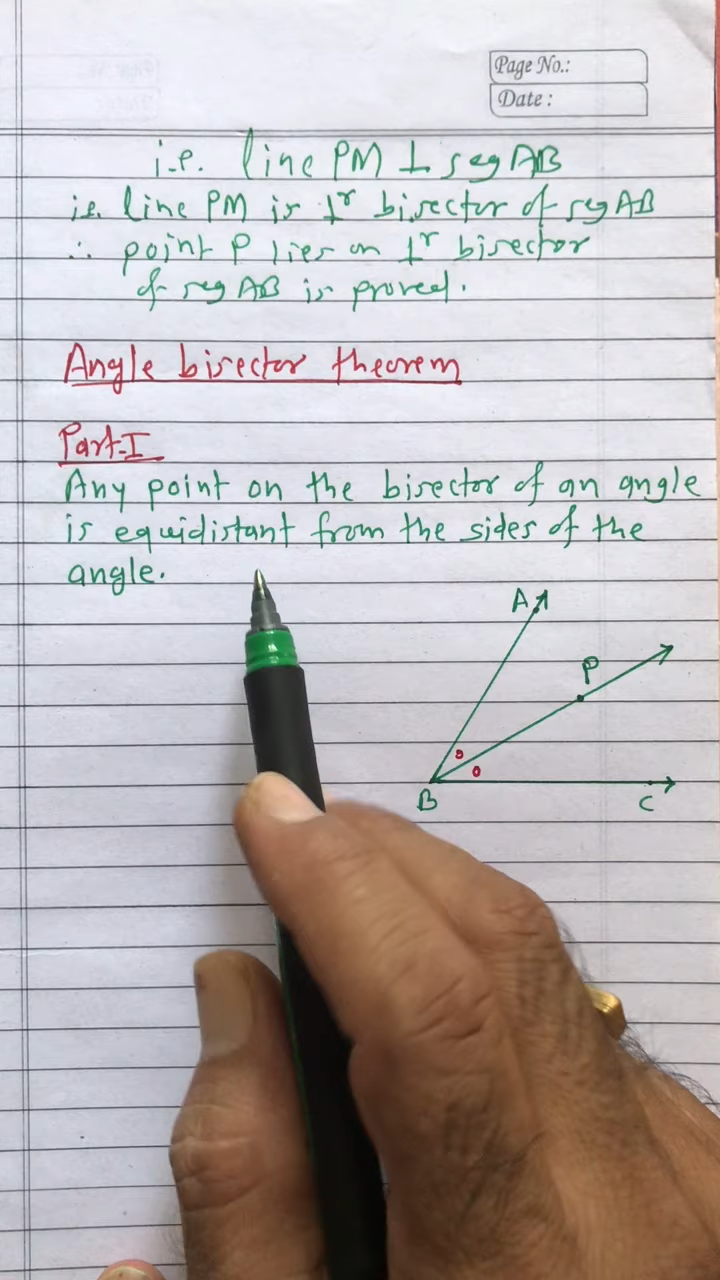 Page No.:
Date :
i.e. line PM ⊥ seg AB
i.e. line PM is ⊥r bisector of seg AB
∴ point P lies on ⊥r bisector
of seg AB is proved.
Angle bisector theorem
Part-I
Any point on the bisector of an angle
is equidistant from the sides of the
angle.
A
P
B
C